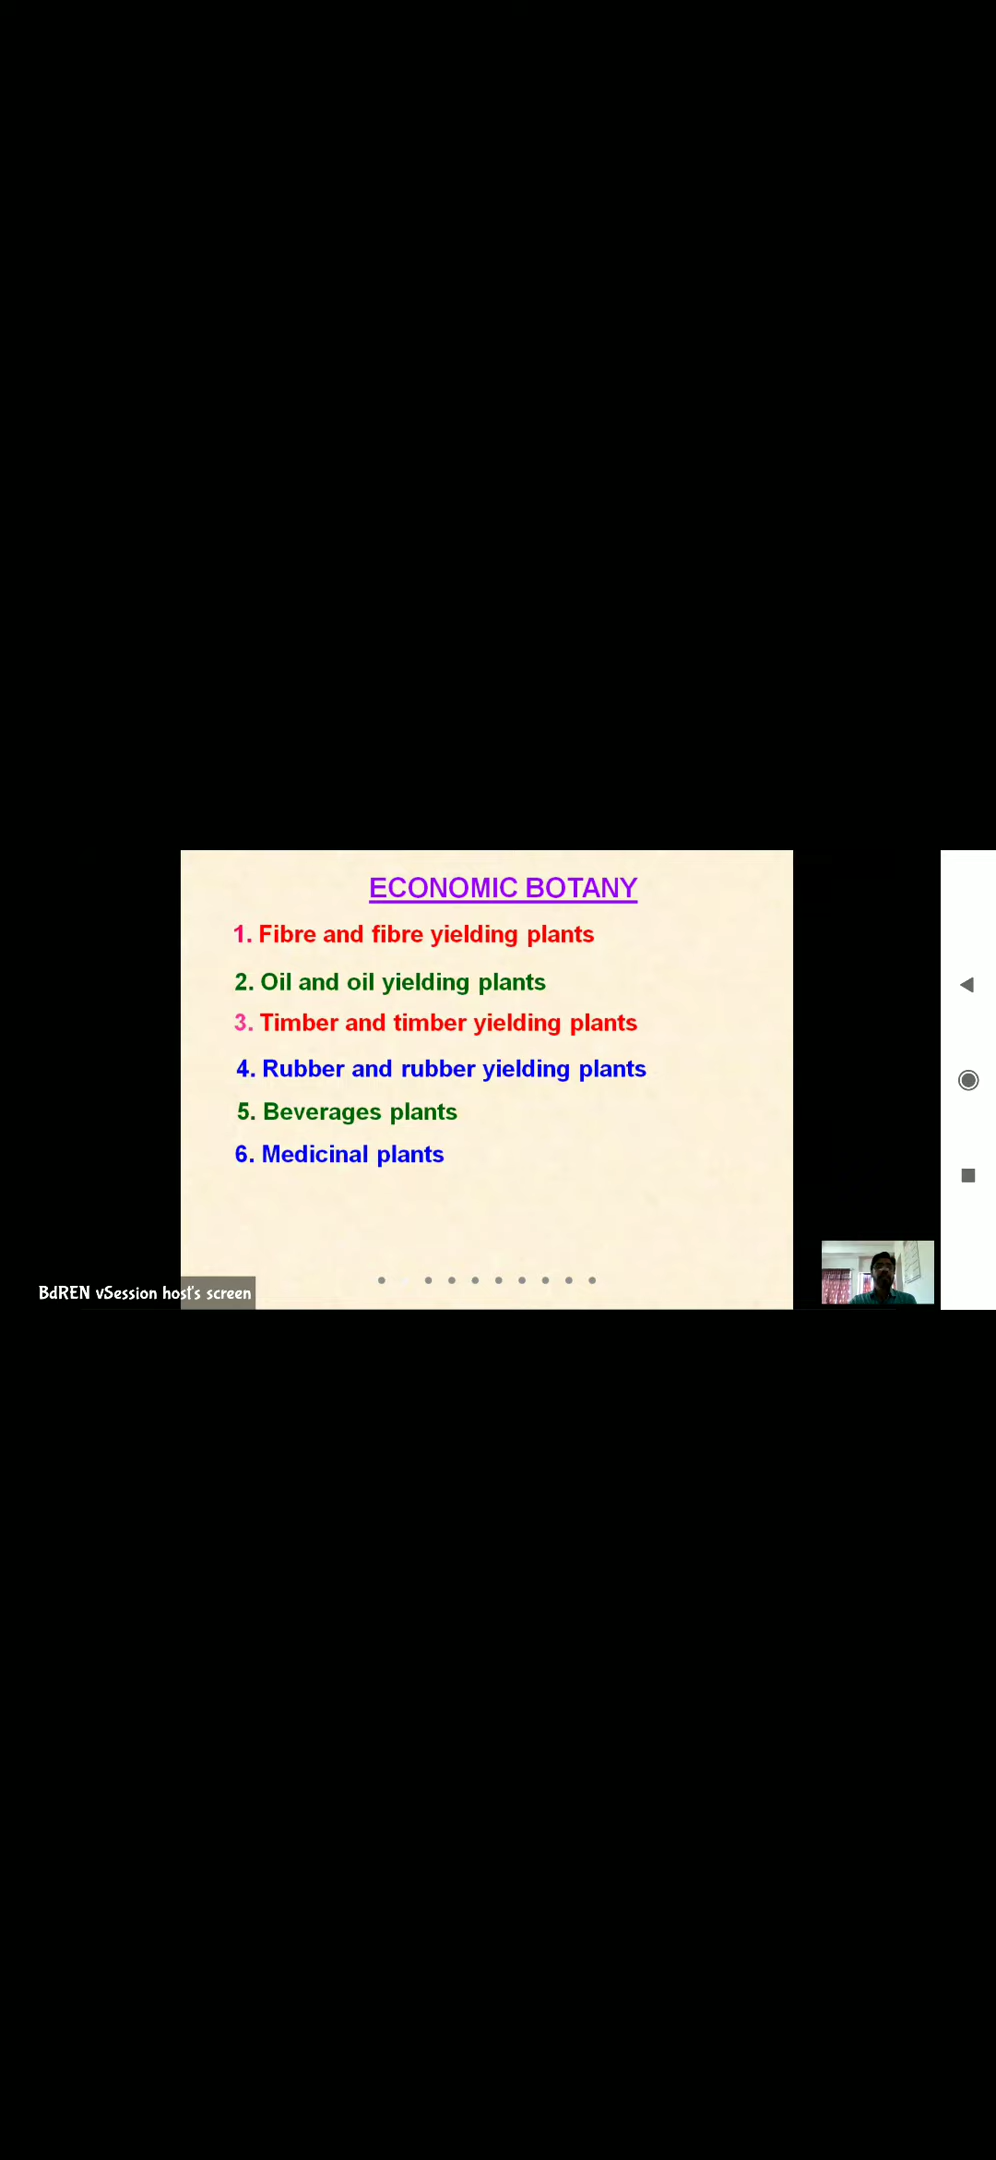 ECONOMIC BOTANY
1. Fibre and fibre yielding plants
2. Oil and oil yielding plants
3. Timber and timber yielding plants
4. Rubber and rubber yielding plants
5. Beverages plants
6. Medicinal plants
BdREN vSession host's screen